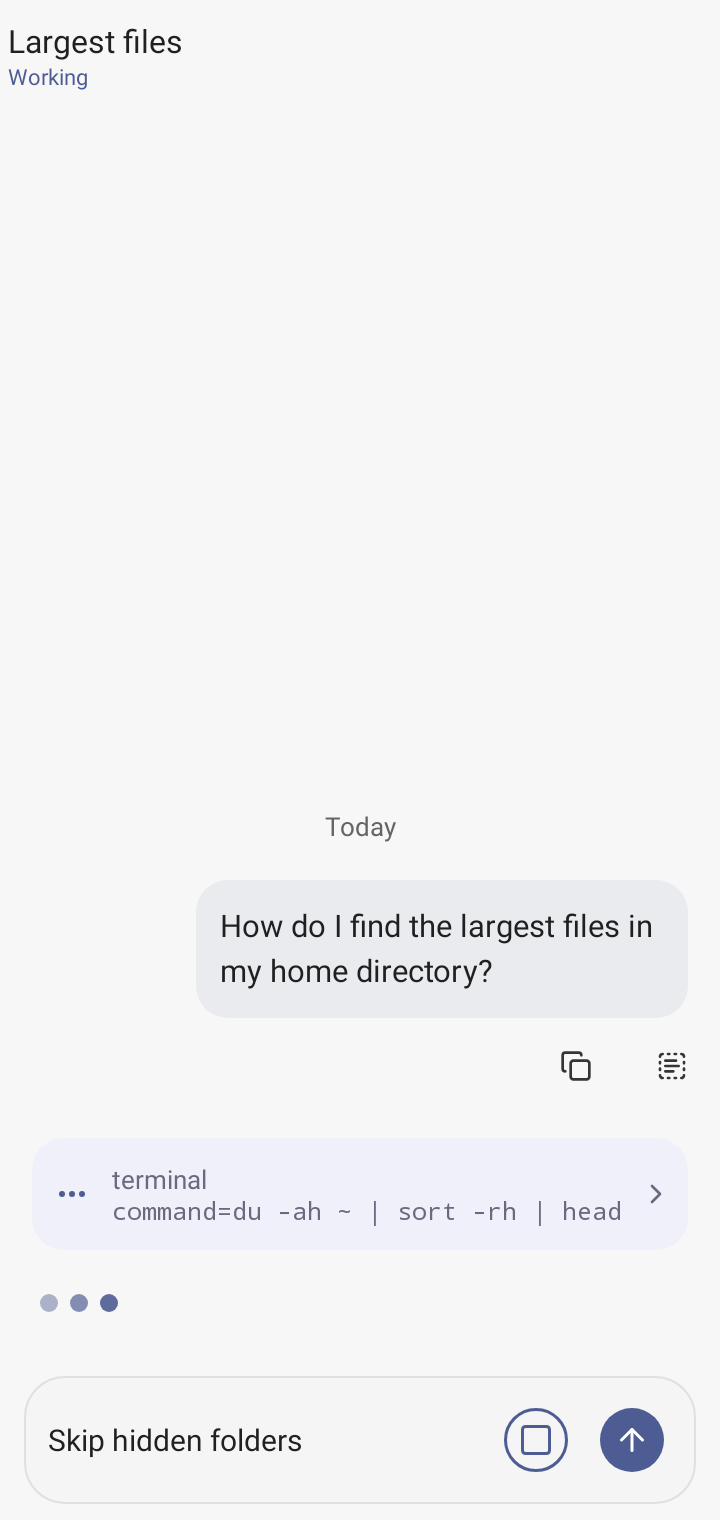 Largest files
Working
Today
How do I find the largest files in
my home directory?
terminal
command=du -ah ~ | sort -rh | head
Skip hidden folders